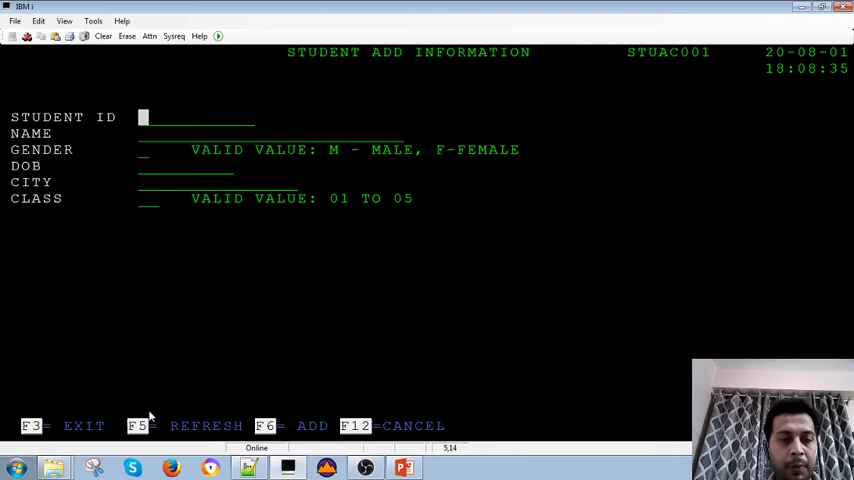 IBM i
File Edit View Tools Help
Clear Erase Attn Sysreq Help
STUDENT ADD INFORMATION STUAC001 20-08-01
18:08:35
STUDENT ID
NAME
GENDER VALID VALUE: M - MALE, F-FEMALE
DOB
CITY
CLASS VALID VALUE: 01 TO 05
F3= EXIT F5= REFRESH F6= ADD F12=CANCEL
Online 5,14